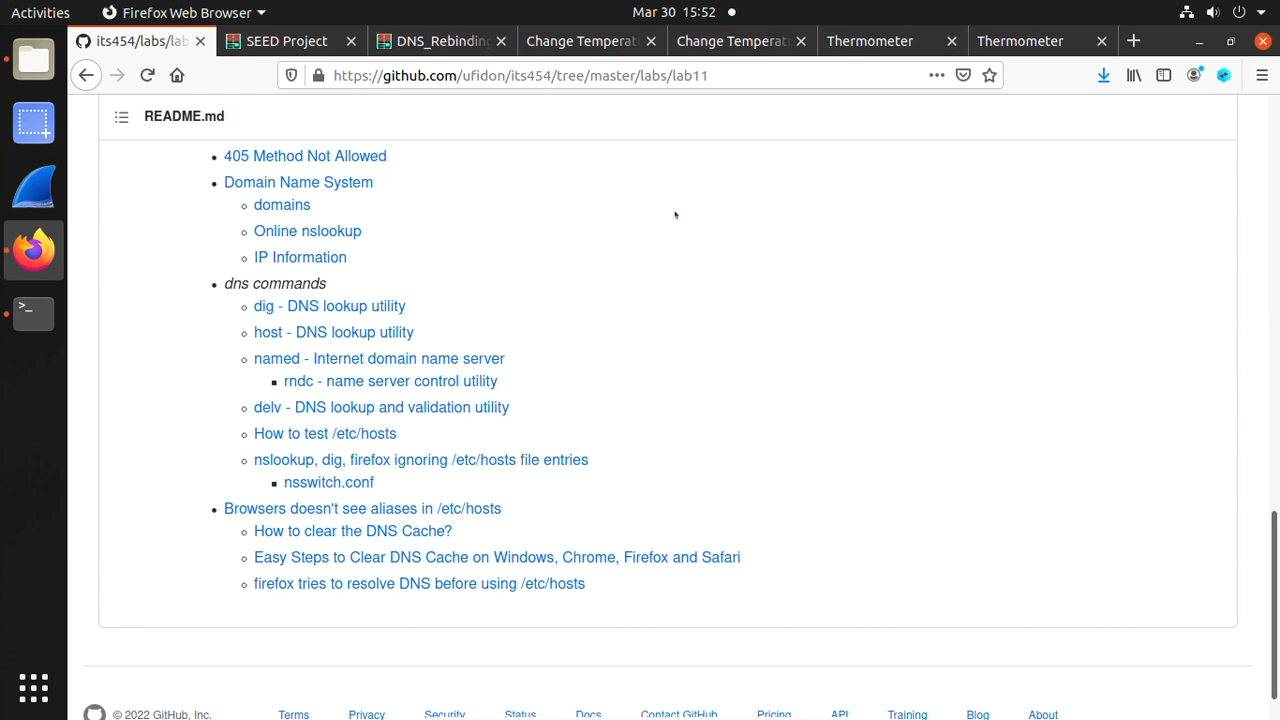 Activities
Firefox Web Browser
Mar 30 15:52
its454/labs/lab
SEED Project
DNS_Rebinding
Change Temperat
Change Temperat
Thermometer
Thermometer
https://github.com/ufidon/its454/tree/master/labs/lab11
README.md
405 Method Not Allowed
Domain Name System
domains
Online nslookup
IP Information
dns commands
dig - DNS lookup utility
host - DNS lookup utility
named - Internet domain name server
rndc - name server control utility
delv - DNS lookup and validation utility
How to test /etc/hosts
nslookup, dig, firefox ignoring /etc/hosts file entries
nsswitch.conf
Browsers doesn't see aliases in /etc/hosts
How to clear the DNS Cache?
Easy Steps to Clear DNS Cache on Windows, Chrome, Firefox and Safari
firefox tries to resolve DNS before using /etc/hosts
© 2022 GitHub, Inc.
Terms
Privacy
Security
Status
Docs
Contact GitHub
Pricing
API
Training
Blog
About